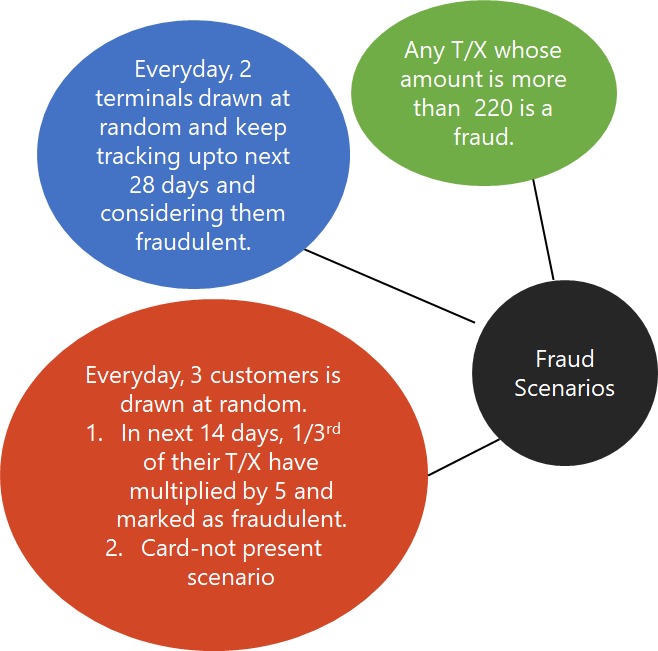 Everyday, 2
terminals drawn at
random and keep
tracking upto next
28 days and
considering them
fraudulent.
Any T/X whose
amount is more
than 220 is a
fraud.
Fraud
Scenarios
Everyday, 3 customers is
drawn at random.
1. In next 14 days, 1/3rd
of their T/X have
multiplied by 5 and
marked as fraudulent.
2. Card-not present
scenario